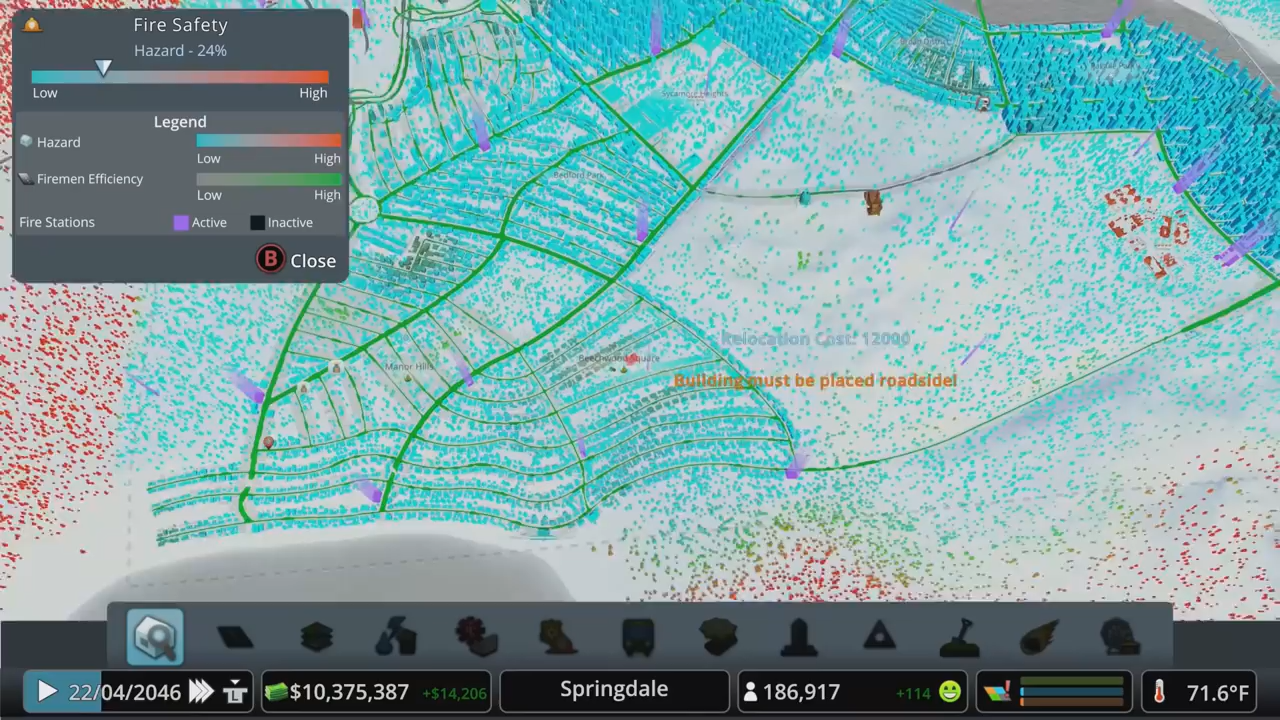 Fire Safety
Hazard - 24%
Low High
Legend
Hazard
Low High
Firemen Efficiency
Low High
Fire Stations Active Inactive
B Close
Sycamore Heights
Bedford Park
Relocation Cost: 12000
Beechwood Square
Manor Hills
Building must be placed roadside!
22/04/2046
$10,375,387 +$14,206
Springdale
186,917 +114
71.6°F